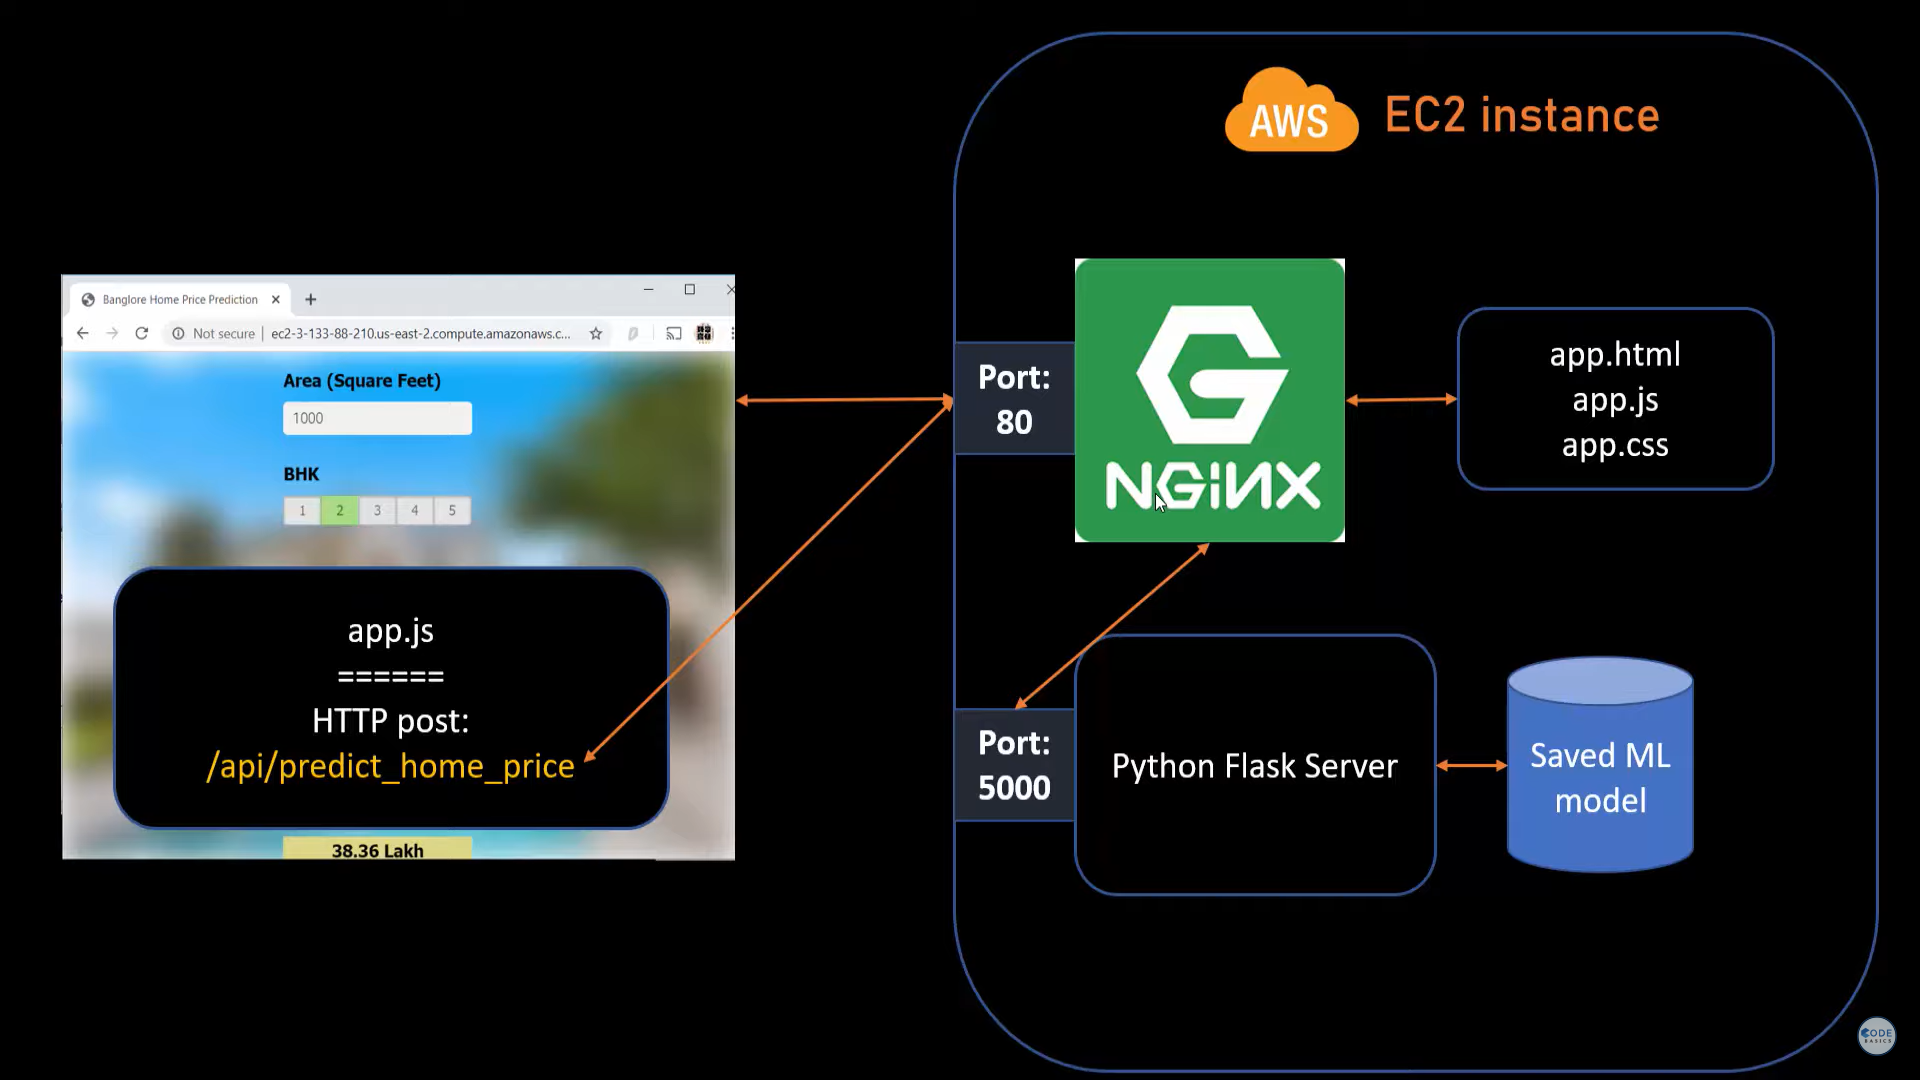 AWS
EC2 instance
Banglore Home Price Prediction
Not secure | ec2-3-133-88-210.us-east-2.compute.amazonaws.c...
Area (Square Feet)
1000
BHK
1 2 3 4 5
app.js
======
HTTP post:
/api/predict_home_price
38.36 Lakh
Port:
80
NGiNX
app.html
app.js
app.css
Port:
5000
Python Flask Server
Saved ML
model
CODE
BASICS